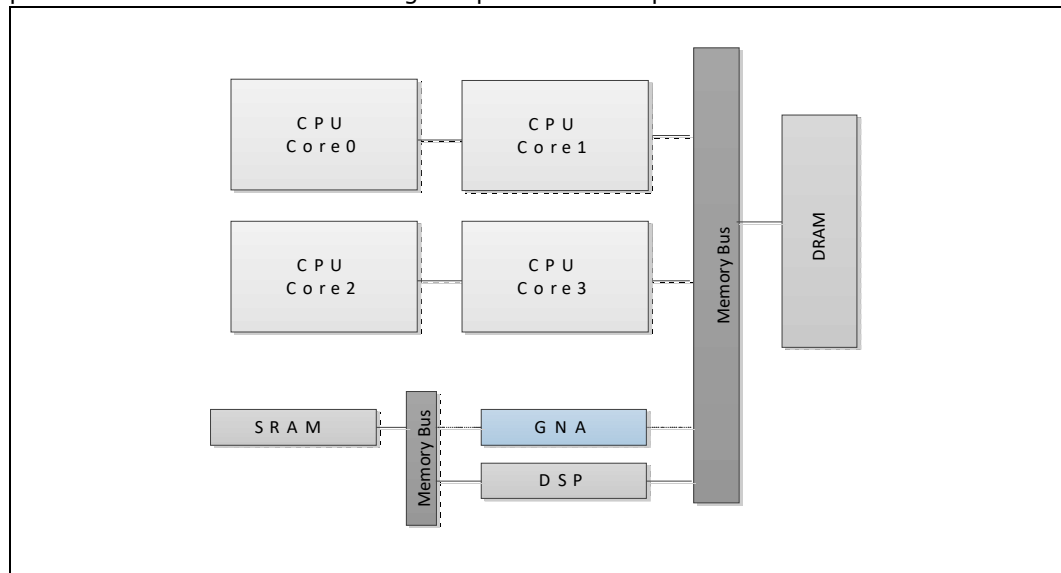 CPU
Core0
CPU
Core1
CPU
Core2
CPU
Core3
Memory Bus
DRAM
SRAM
Memory Bus
GNA
DSP